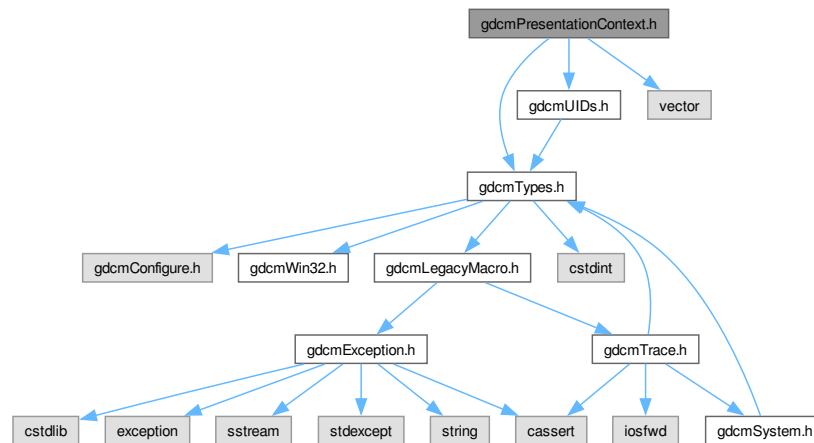 gdcmPresentationContext.h
gdcmUIDs.h
vector
gdcmTypes.h
gdcmConfigure.h
gdcmWin32.h
gdcmLegacyMacro.h
cstdint
gdcmException.h
gdcmTrace.h
cstdlib
exception
sstream
stdexcept
string
cassert
iosfwd
gdcmSystem.h